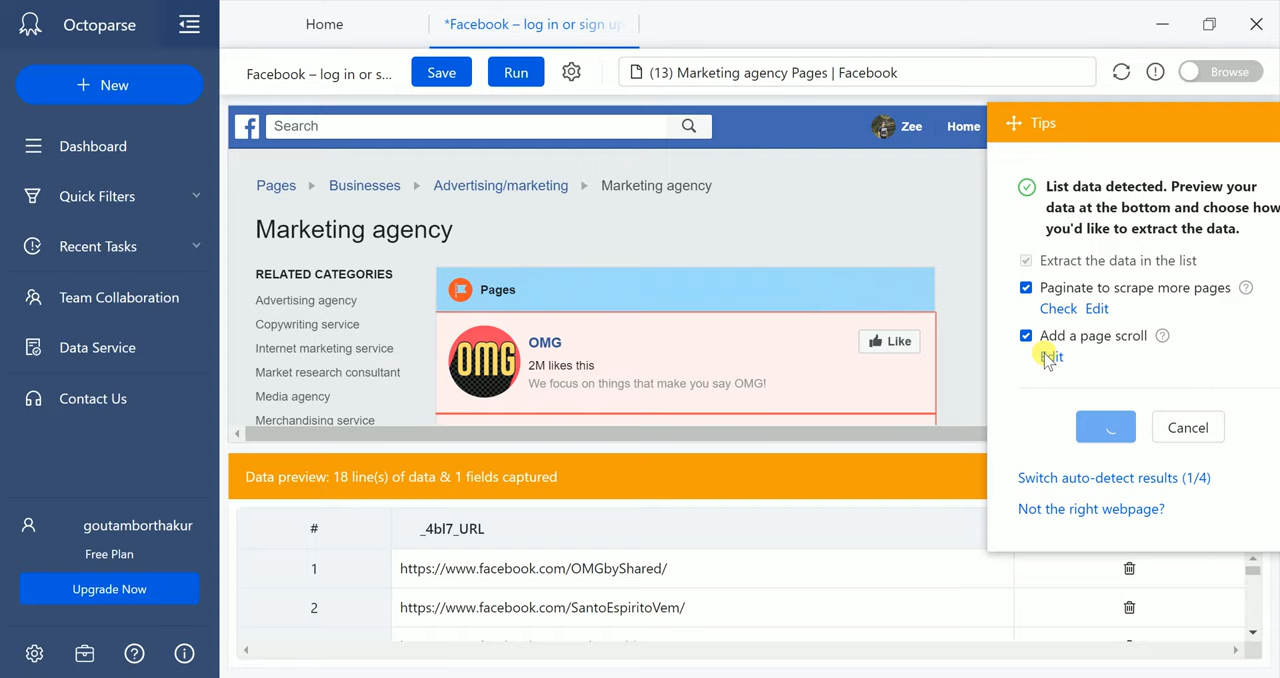 Octoparse
Home
*Facebook – log in or sign up
New
Facebook – log in or s...
Save
Run
(13) Marketing agency Pages | Facebook
Browse
Dashboard
Quick Filters
Recent Tasks
Team Collaboration
Data Service
Contact Us
goutamborthakur
Free Plan
Upgrade Now
Search
Zee
Home
Pages
Businesses
Advertising/marketing
Marketing agency
Marketing agency
RELATED CATEGORIES
Advertising agency
Copywriting service
Internet marketing service
Market research consultant
Media agency
Merchandising service
Pages
OMG
OMG
2M likes this
We focus on things that make you say OMG!
Like
Tips
List data detected. Preview your
data at the bottom and choose how
you'd like to extract the data.
Extract the data in the list
Paginate to scrape more pages
Check Edit
Add a page scroll
Edit
Cancel
Switch auto-detect results (1/4)
Not the right webpage?
Data preview: 18 line(s) of data & 1 fields captured
# _4bl7_URL
1 https://www.facebook.com/OMGbyShared/
2 https://www.facebook.com/SantoEspiritoVem/